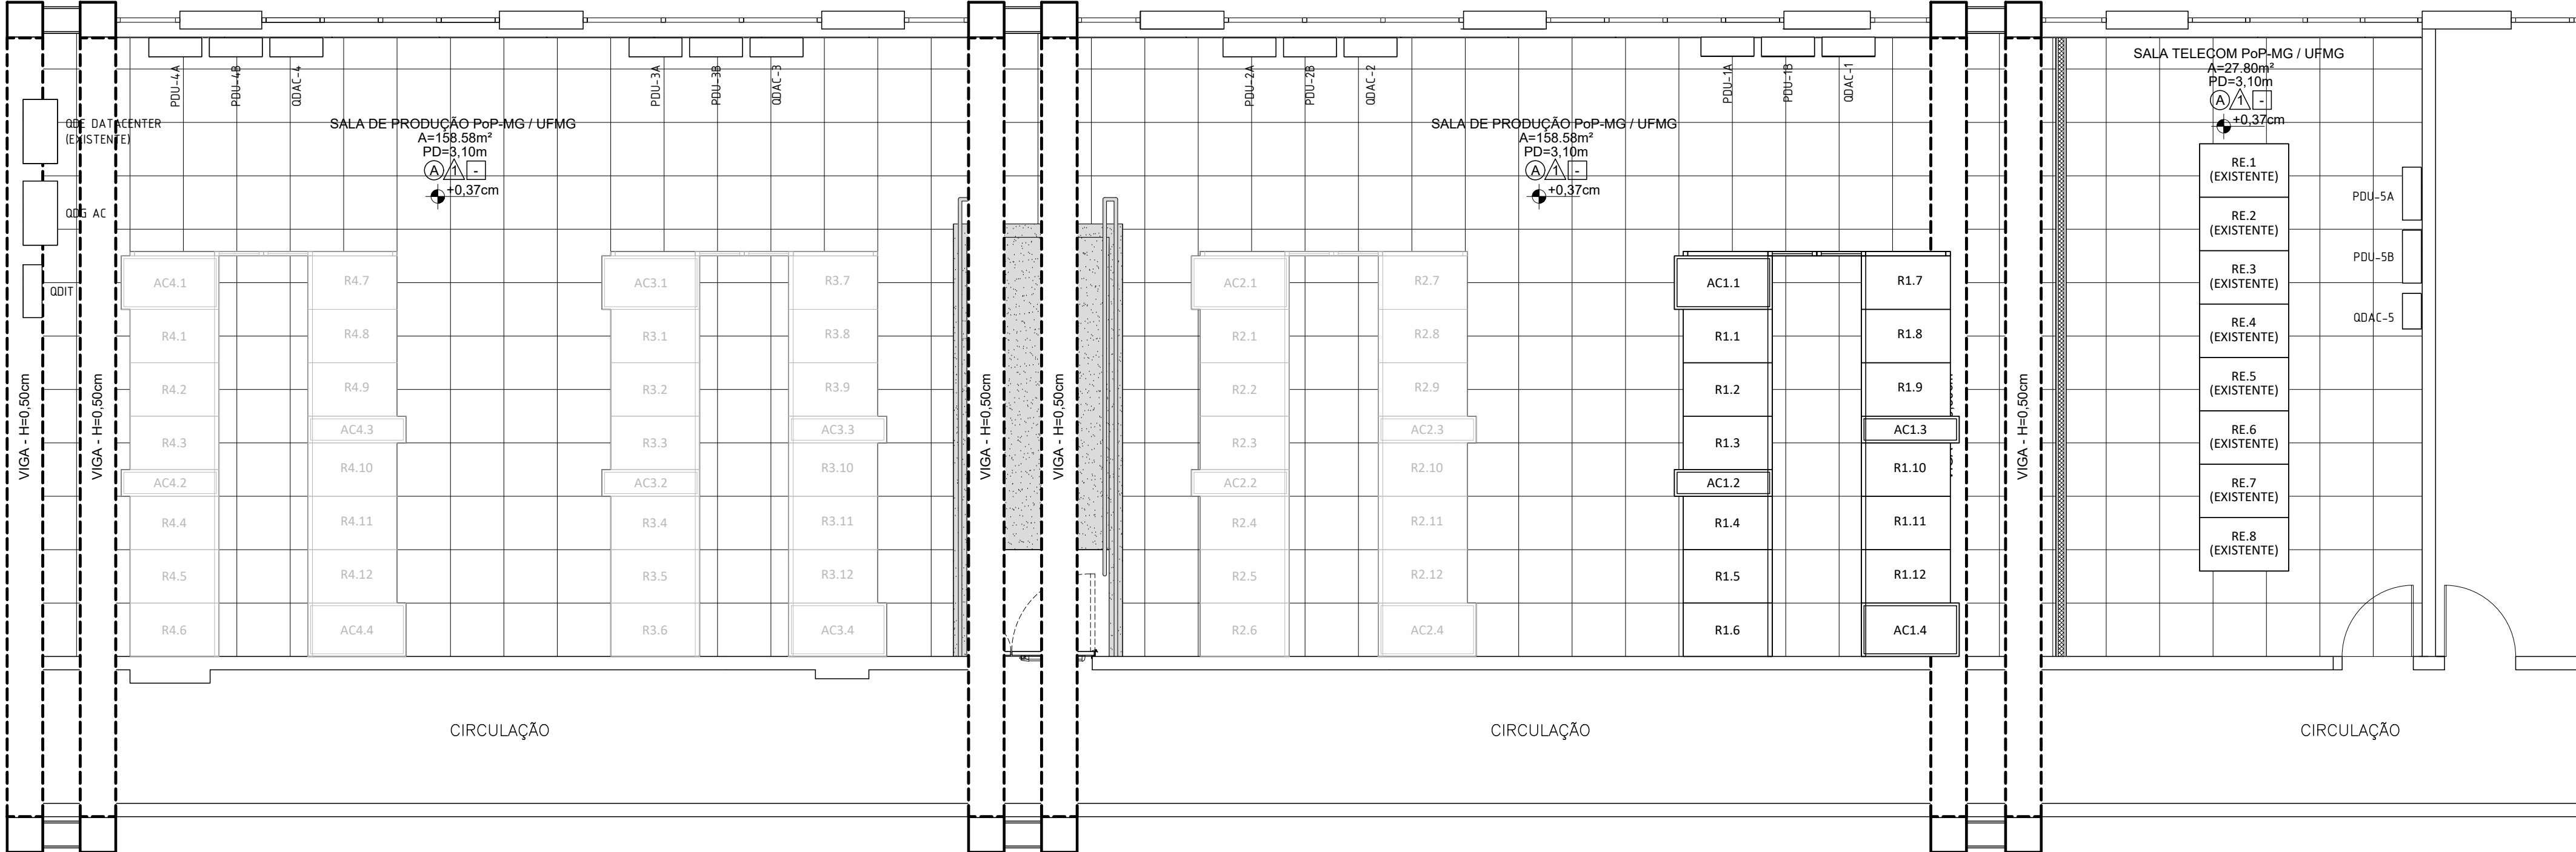 PDU-4A
PDU-4B
QDAC-4
PDU-3A
PDU-3B
QDAC-3
QDE DATACENTER
(EXISTENTE)
QDG AC
QDIT
SALA DE PRODUÇÃO PoP-MG / UFMG
A=158.58m²
PD=3,10m
A 1 -
+0,37cm
VIGA - H=0,50cm
VIGA - H=0,50cm
AC4.1
R4.1
R4.2
R4.3
AC4.2
R4.4
R4.5
R4.6
R4.7
R4.8
R4.9
AC4.3
R4.10
R4.11
R4.12
AC4.4
AC3.1
R3.1
R3.2
R3.3
AC3.2
R3.4
R3.5
R3.6
R3.7
R3.8
R3.9
AC3.3
R3.10
R3.11
R3.12
AC3.4
VIGA - H=0,50cm
VIGA - H=0,50cm
PDU-2A
PDU-2B
QDAC-2
PDU-1A
PDU-1B
QDAC-1
SALA DE PRODUÇÃO PoP-MG / UFMG
A=158.58m²
PD=3,10m
A 1 -
+0,37cm
AC2.1
R2.1
R2.2
R2.3
AC2.2
R2.4
R2.5
R2.6
R2.7
R2.8
R2.9
AC2.3
R2.10
R2.11
R2.12
AC2.4
AC1.1
R1.1
R1.2
R1.3
AC1.2
R1.4
R1.5
R1.6
R1.7
R1.8
R1.9
AC1.3
R1.10
R1.11
R1.12
AC1.4
VIGA - H=0,50cm
SALA TELECOM PoP-MG / UFMG
A=27.80m²
PD=3,10m
A 1 -
+0,37cm
RE.1
(EXISTENTE)
RE.2
(EXISTENTE)
RE.3
(EXISTENTE)
RE.4
(EXISTENTE)
RE.5
(EXISTENTE)
RE.6
(EXISTENTE)
RE.7
(EXISTENTE)
RE.8
(EXISTENTE)
PDU-5A
PDU-5B
QDAC-5
CIRCULAÇÃO
CIRCULAÇÃO
CIRCULAÇÃO